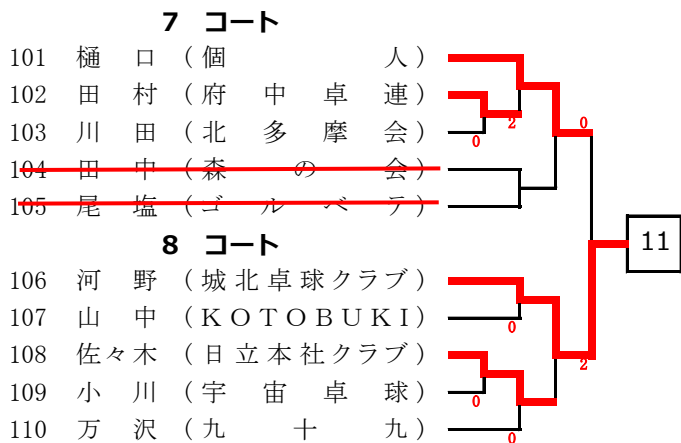 7 コート
101 樋 口 (個 人)
102 田 村 (府 中 卓 連)
103 川 田 (北 多 摩 会)
104 田 中 (森 の 会)
105 尾 塩 (ゴ ル ベ テ)
0
2
0
11
8 コート
106 河 野 (城北卓球クラブ)
107 山 中 (KOTOBUKI)
108 佐々木 (日立本社クラブ)
109 小 川 (宇 宙 卓 球)
110 万 沢 (九 十 九)
0
2
0
0